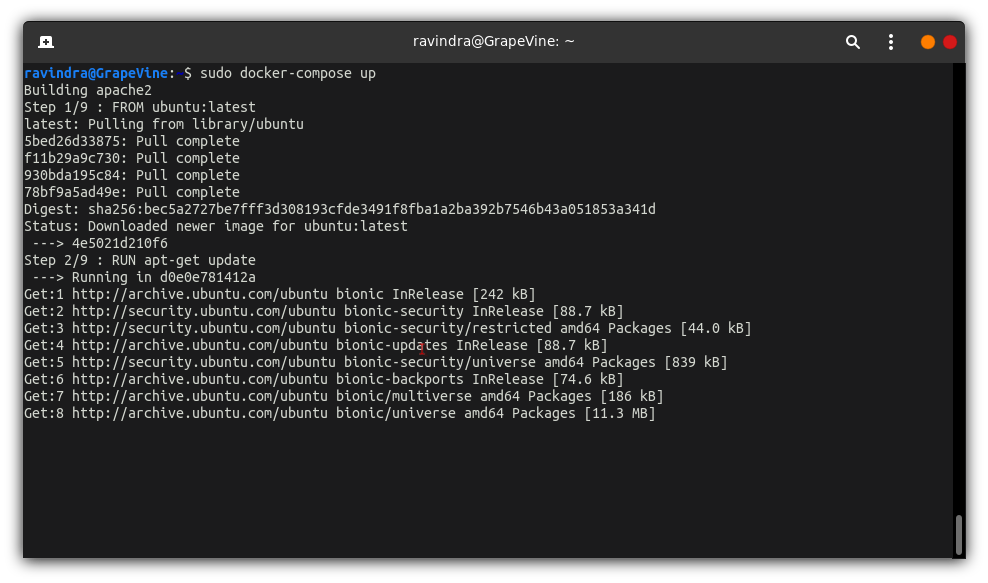 ravindra@GrapeVine: ~
ravindra@GrapeVine:~$ sudo docker-compose up
Building apache2
Step 1/9 : FROM ubuntu:latest
latest: Pulling from library/ubuntu
5bed26d33875: Pull complete
f11b29a9c730: Pull complete
930bda195c84: Pull complete
78bf9a5ad49e: Pull complete
Digest: sha256:bec5a2727be7fff3d308193cfde3491f8fba1a2ba392b7546b43a051853a341d
Status: Downloaded newer image for ubuntu:latest
 ---> 4e5021d210f6
Step 2/9 : RUN apt-get update
 ---> Running in d0e0e781412a
Get:1 http://archive.ubuntu.com/ubuntu bionic InRelease [242 kB]
Get:2 http://security.ubuntu.com/ubuntu bionic-security InRelease [88.7 kB]
Get:3 http://security.ubuntu.com/ubuntu bionic-security/restricted amd64 Packages [44.0 kB]
Get:4 http://archive.ubuntu.com/ubuntu bionic-updates InRelease [88.7 kB]
Get:5 http://security.ubuntu.com/ubuntu bionic-security/universe amd64 Packages [839 kB]
Get:6 http://archive.ubuntu.com/ubuntu bionic-backports InRelease [74.6 kB]
Get:7 http://archive.ubuntu.com/ubuntu bionic/multiverse amd64 Packages [186 kB]
Get:8 http://archive.ubuntu.com/ubuntu bionic/universe amd64 Packages [11.3 MB]